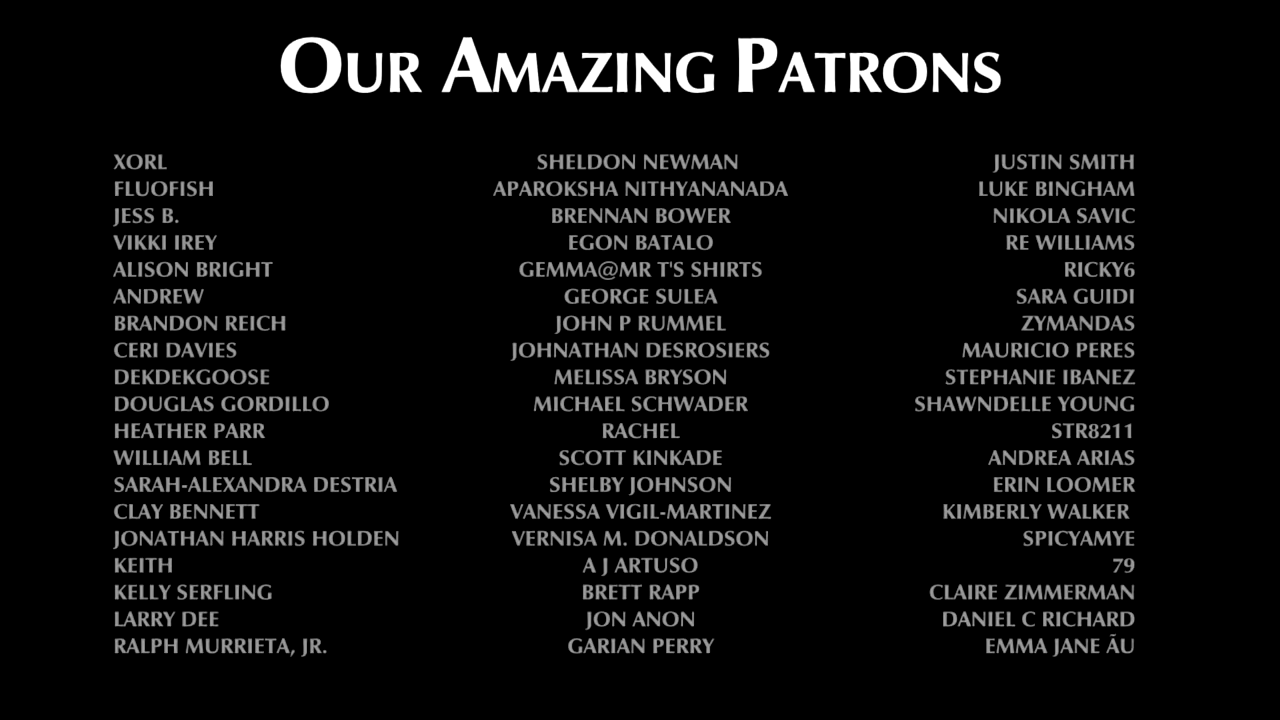 OUR AMAZING PATRONS
XORL
FLUOFISH
JESS B.
VIKKI IREY
ALISON BRIGHT
ANDREW
BRANDON REICH
CERI DAVIES
DEKDEKGOOSE
DOUGLAS GORDILLO
HEATHER PARR
WILLIAM BELL
SARAH-ALEXANDRA DESTRIA
CLAY BENNETT
JONATHAN HARRIS HOLDEN
KEITH
KELLY SERFLING
LARRY DEE
RALPH MURRIETA, JR.
SHELDON NEWMAN
APAROKSHA NITHYANANADA
BRENNAN BOWER
EGON BATALO
GEMMA@MR T'S SHIRTS
GEORGE SULEA
JOHN P RUMMEL
JOHNATHAN DESROSIERS
MELISSA BRYSON
MICHAEL SCHWADER
RACHEL
SCOTT KINKADE
SHELBY JOHNSON
VANESSA VIGIL-MARTINEZ
VERNISA M. DONALDSON
A J ARTUSO
BRETT RAPP
JON ANON
GARIAN PERRY
JUSTIN SMITH
LUKE BINGHAM
NIKOLA SAVIC
RE WILLIAMS
RICKY6
SARA GUIDI
ZYMANDAS
MAURICIO PERES
STEPHANIE IBANEZ
SHAWNDELLE YOUNG
STR8211
ANDREA ARIAS
ERIN LOOMER
KIMBERLY WALKER
SPICYAMYE
79
CLAIRE ZIMMERMAN
DANIEL C RICHARD
EMMA JANE ÃU